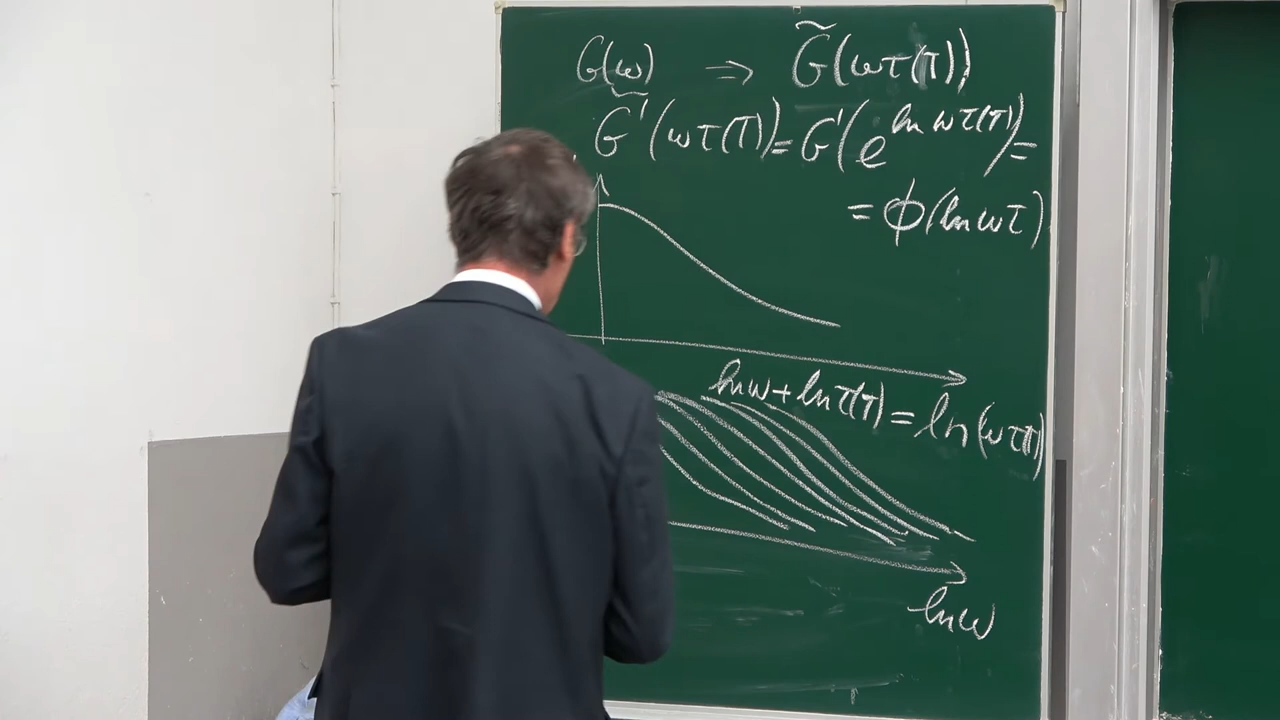 G(ω) ⇒ G̃(ωτ(T))
G̃'(ωτ(T))=G'(e^{ln ωτ(T)})=
= ϕ(ln ωτ)
ln ω + ln τ(T) = ln(ωτ(T))
ln ω